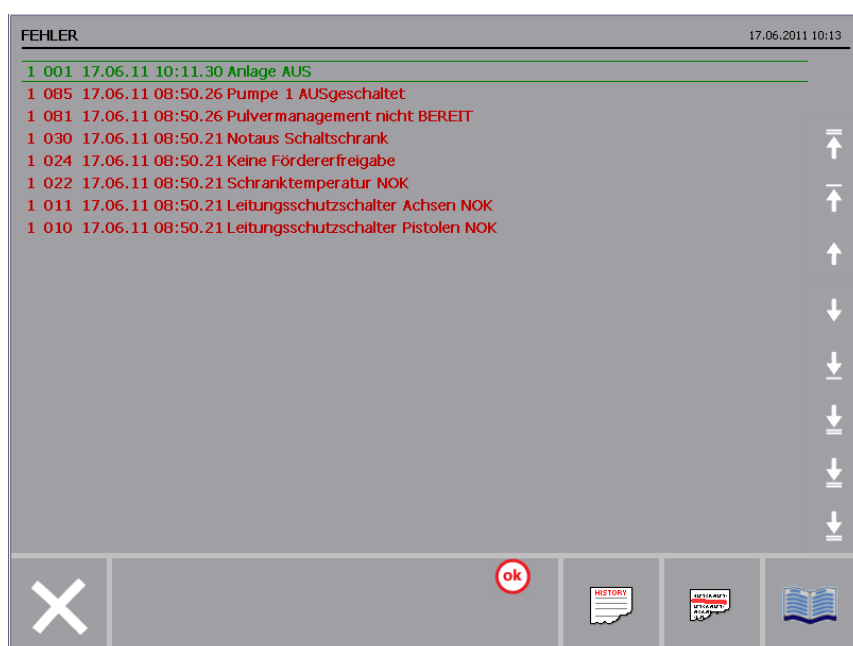 FEHLER 17.06.2011 10:13
1 001 17.06.11 10:11.30 Anlage AUS
1 085 17.06.11 08:50.26 Pumpe 1 AUSgeschaltet
1 081 17.06.11 08:50.26 Pulvermanagement nicht BEREIT
1 030 17.06.11 08:50.21 Notaus Schaltschrank
1 024 17.06.11 08:50.21 Keine Fördererfreigabe
1 022 17.06.11 08:50.21 Schranktemperatur NOK
1 011 17.06.11 08:50.21 Leitungsschutzschalter Achsen NOK
1 010 17.06.11 08:50.21 Leitungsschutzschalter Pistolen NOK
ok
HISTORY